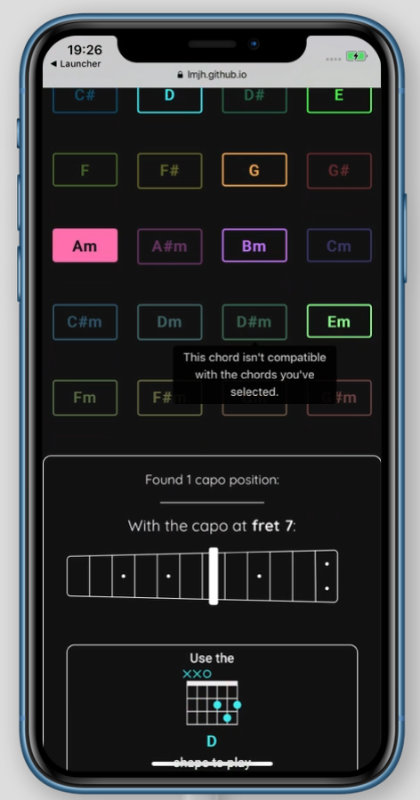 19:26
◀ Launcher
lmjh.github.io
C# D D# E
F F# G G#
Am A#m Bm Cm
C#m Dm D#m Em
This chord isn't compatible
with the chords you've
selected.
Fm F#
Found 1 capo position:
With the capo at fret 7:
Use the
XXO
D
shape to play